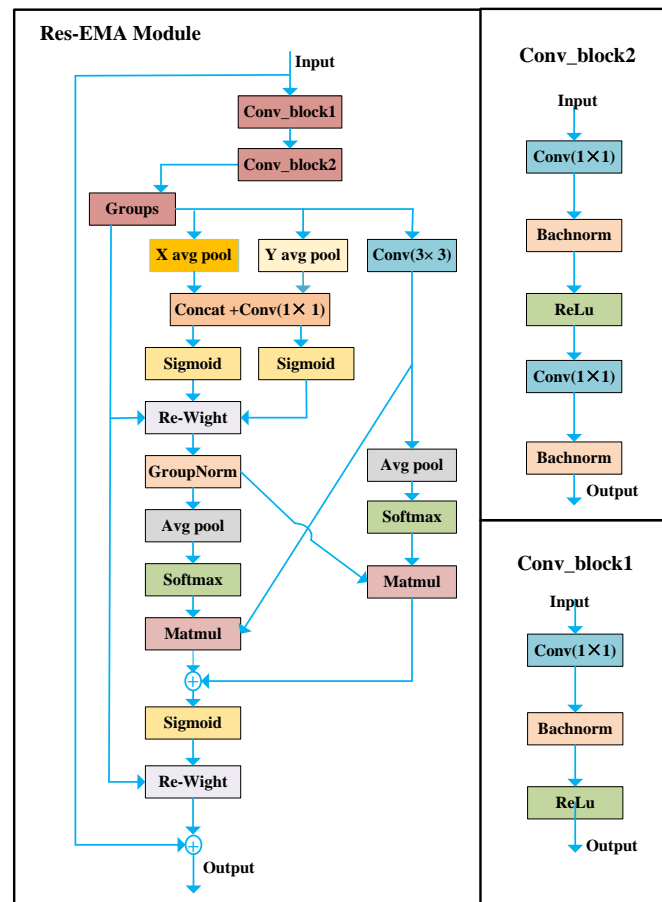 Res-EMA Module
Input
Conv_block1
Conv_block2
Groups
X avg pool
Y avg pool
Conv(3× 3)
Concat +Conv(1× 1)
Sigmoid
Sigmoid
Re-Wight
GroupNorm
Avg pool
Avg pool
Softmax
Softmax
Matmul
Matmul
+
Sigmoid
Re-Wight
+
Output
Conv_block2
Input
Conv(1×1)
Bachnorm
ReLu
Conv(1×1)
Bachnorm
Output
Conv_block1
Input
Conv(1×1)
Bachnorm
ReLu
Output